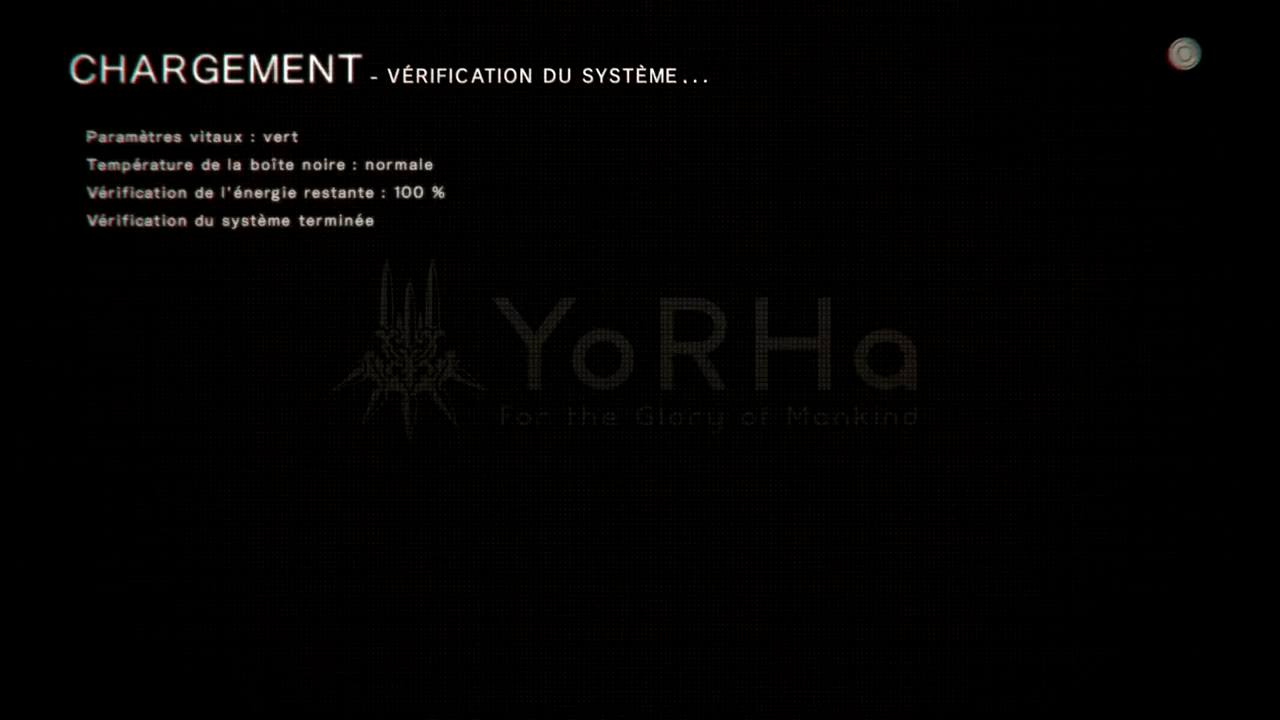 CHARGEMENT - VÉRIFICATION DU SYSTÈME...
Paramètres vitaux : vert
Température de la boîte noire : normale
Vérification de l'énergie restante : 100 %
Vérification du système terminée
YoRHa
For the Glory of Mankind